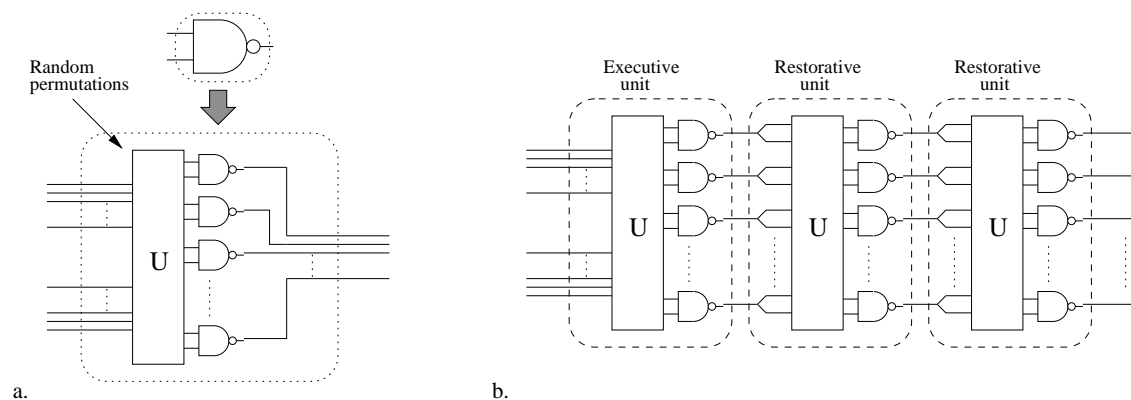 Random
permutations
U
a.
Executive
unit
Restorative
unit
Restorative
unit
U
U
U
b.